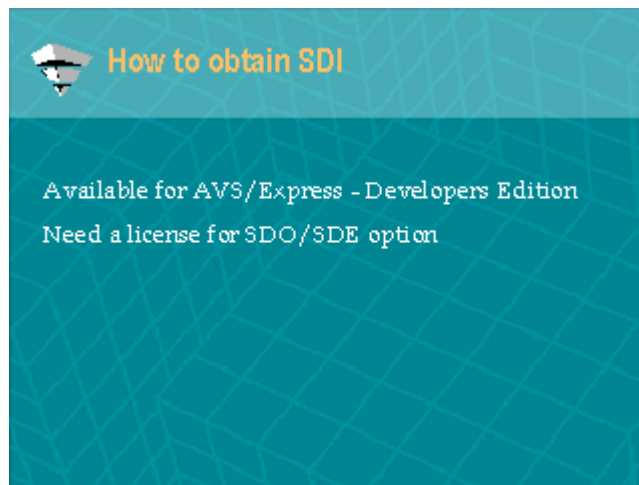 How to obtain SDI
Available for AVS/Express - Developers Edition
Need a license for SDO/SDE option